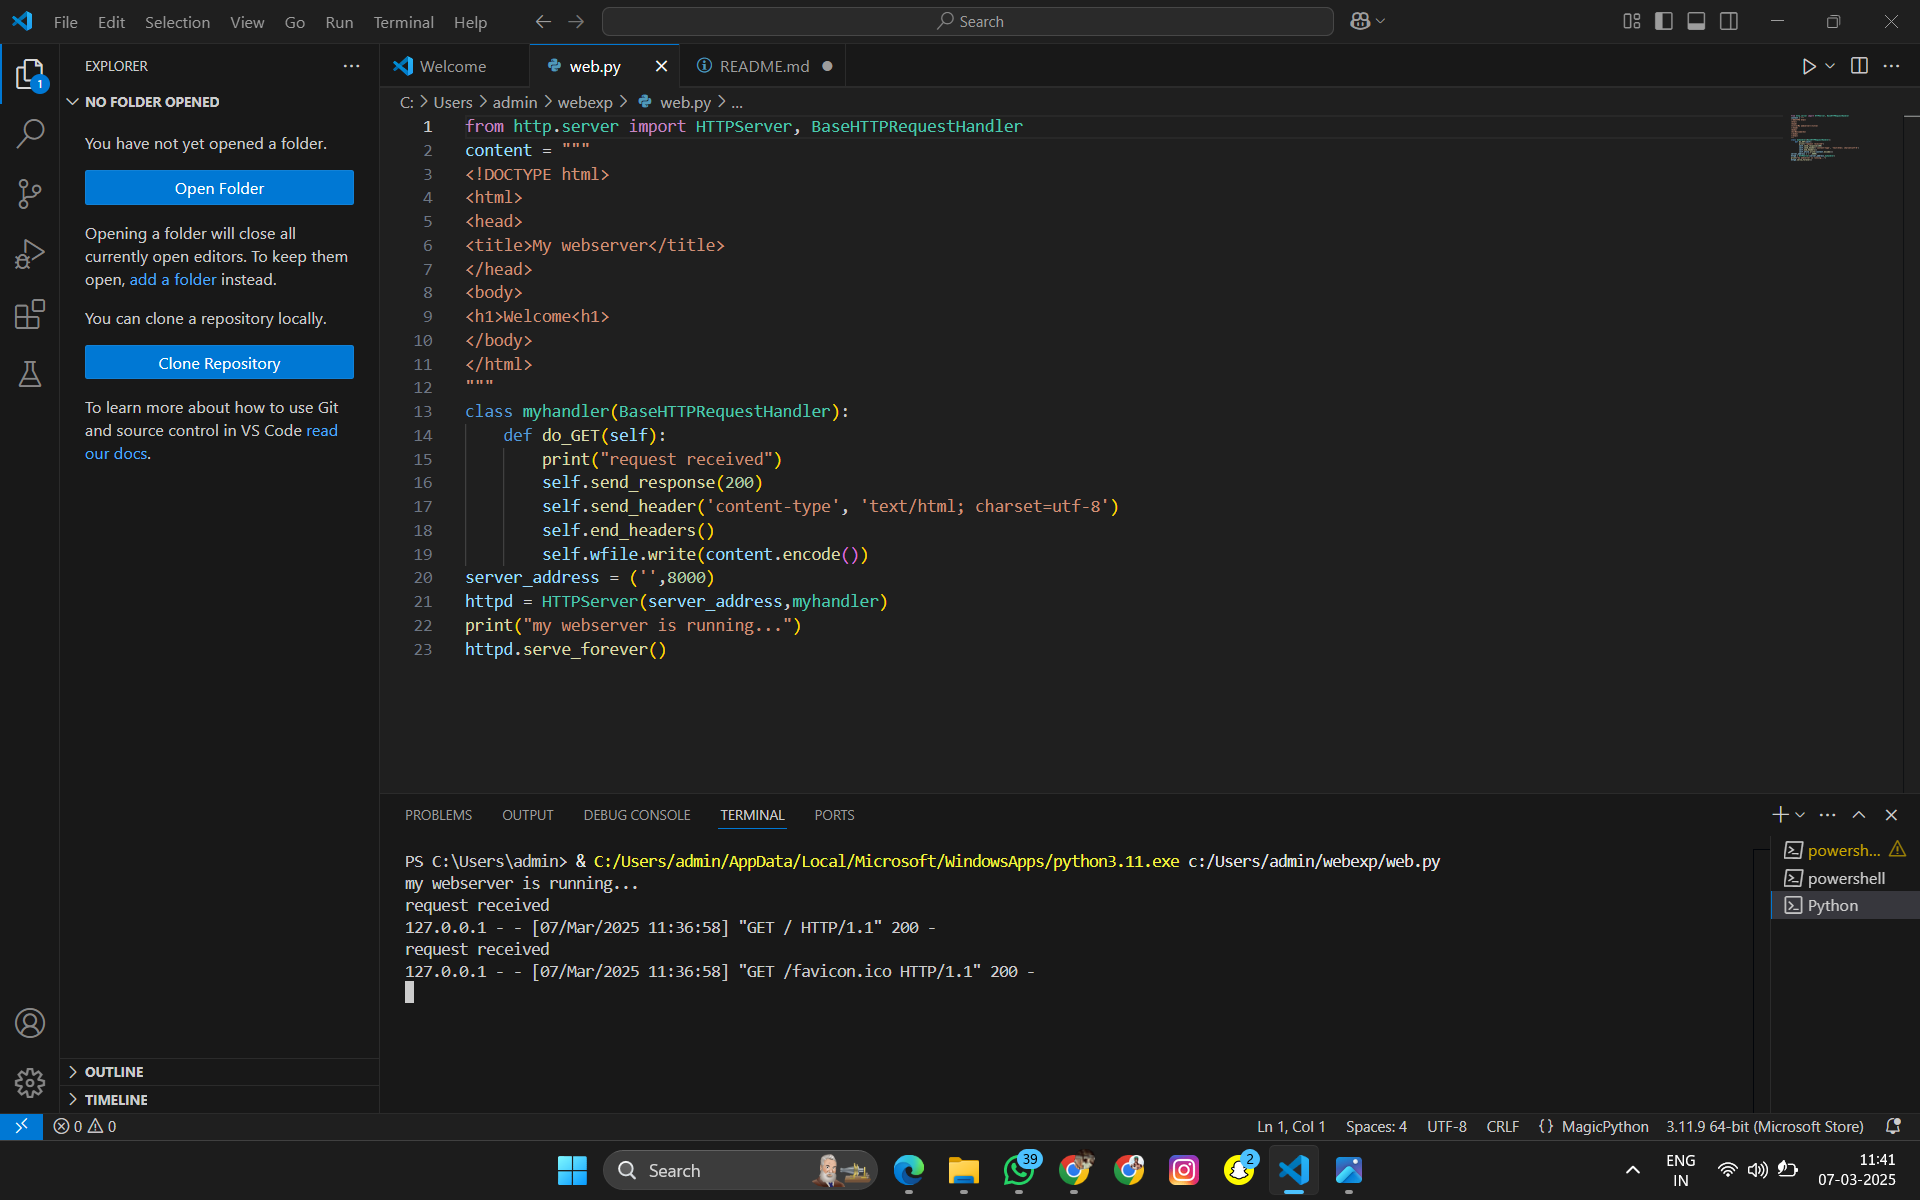 File Edit Selection View Go Run Terminal Help
Search
EXPLORER
NO FOLDER OPENED
You have not yet opened a folder.
Open Folder
Opening a folder will close all
currently open editors. To keep them
open, add a folder instead.
You can clone a repository locally.
Clone Repository
To learn more about how to use Git
and source control in VS Code read
our docs.
OUTLINE
TIMELINE
1
Welcome web.py README.md
C: > Users > admin > webexp > web.py > ...
1 from http.server import HTTPServer, BaseHTTPRequestHandler
2 content = """
3 <!DOCTYPE html>
4 <html>
5 <head>
6 <title>My webserver</title>
7 </head>
8 <body>
9 <h1>Welcome<h1>
10 </body>
11 </html>
12 """
13 class myhandler(BaseHTTPRequestHandler):
14     def do_GET(self):
15         print("request received")
16         self.send_response(200)
17         self.send_header('content-type', 'text/html; charset=utf-8')
18         self.end_headers()
19         self.wfile.write(content.encode())
20 server_address = ('',8000)
21 httpd = HTTPServer(server_address,myhandler)
22 print("my webserver is running...")
23 httpd.serve_forever()
PROBLEMS OUTPUT DEBUG CONSOLE TERMINAL PORTS
PS C:\Users\admin> & C:/Users/admin/AppData/Local/Microsoft/WindowsApps/python3.11.exe c:/Users/admin/webexp/web.py
my webserver is running...
request received
127.0.0.1 - - [07/Mar/2025 11:36:58] "GET / HTTP/1.1" 200 -
request received
127.0.0.1 - - [07/Mar/2025 11:36:58] "GET /favicon.ico HTTP/1.1" 200 -
powersh...
powershell
Python
0 0
Ln 1, Col 1 Spaces: 4 UTF-8 CRLF {} MagicPython 3.11.9 64-bit (Microsoft Store)
Search
39
2
ENG
IN
11:41
07-03-2025